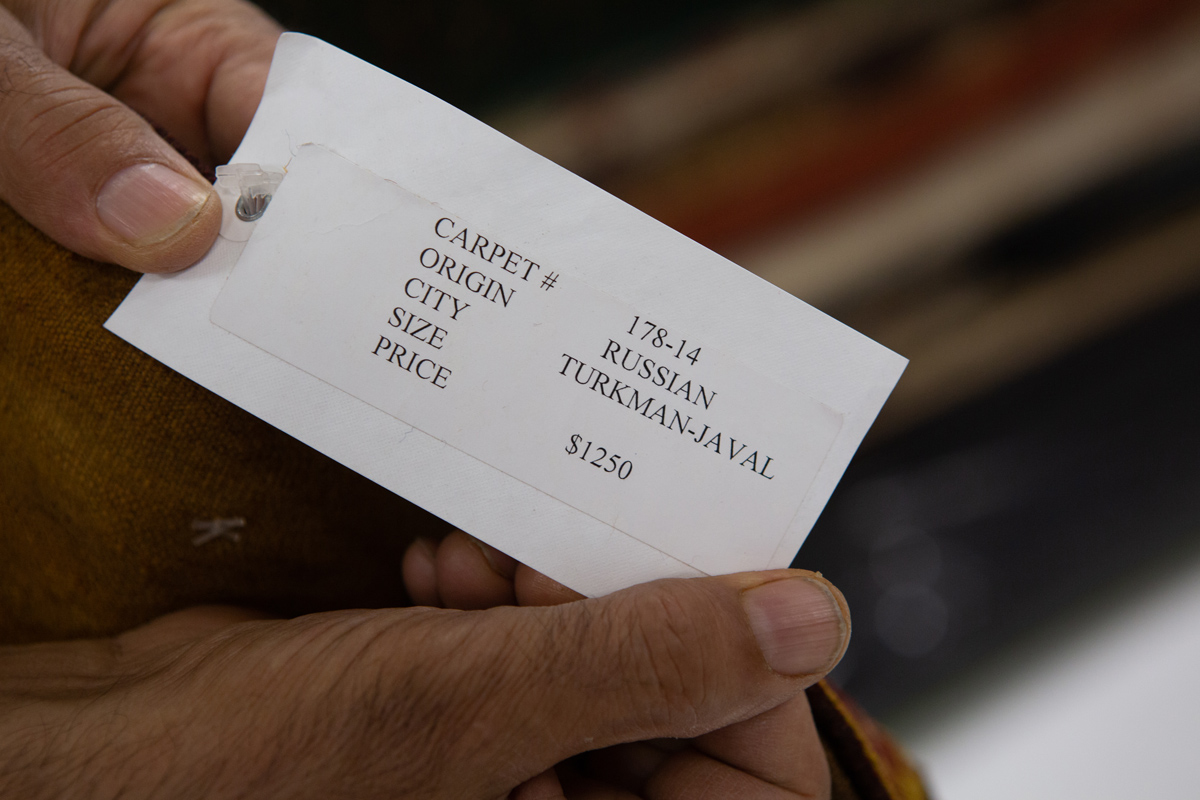 CARPET # 178-14
ORIGIN RUSSIAN
CITY TURKMAN-JAVAL
SIZE
PRICE $1250